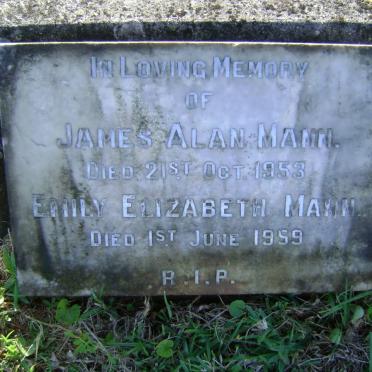 In Loving Memory
of
James Alan Mann.
Died 21st Oct. 1953
Emily Elizabeth Mann.
Died 1st June 1959
R.I.P.